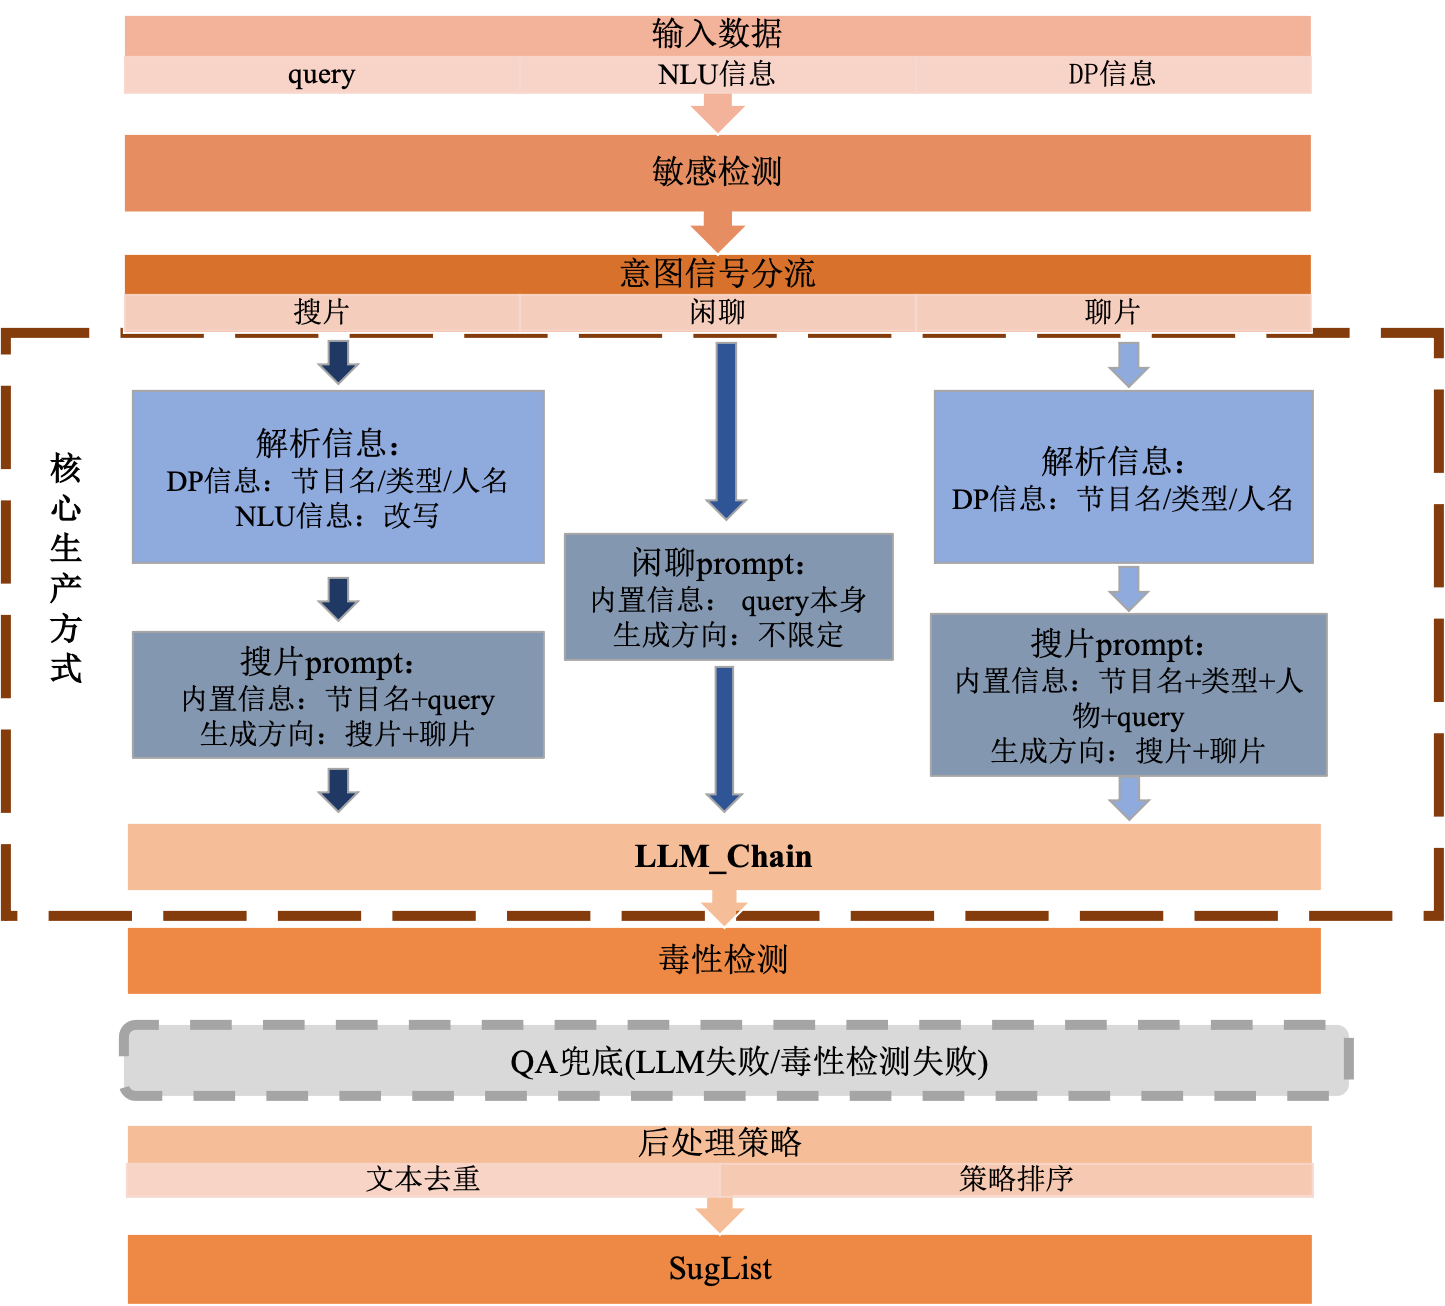 输入数据
query
NLU信息
DP信息
敏感检测
意图信号分流
搜片
闲聊
聊片
核心生产方式
解析信息：
DP信息：节目名/类型/人名
NLU信息：改写
搜片prompt：
内置信息：节目名+query
生成方向：搜片+聊片
闲聊prompt：
内置信息： query本身
生成方向：不限定
解析信息：
DP信息：节目名/类型/人名
搜片prompt：
内置信息：节目名+类型+人
物+query
生成方向：搜片+聊片
LLM_Chain
毒性检测
QA兜底(LLM失败/毒性检测失败)
后处理策略
文本去重
策略排序
SugList